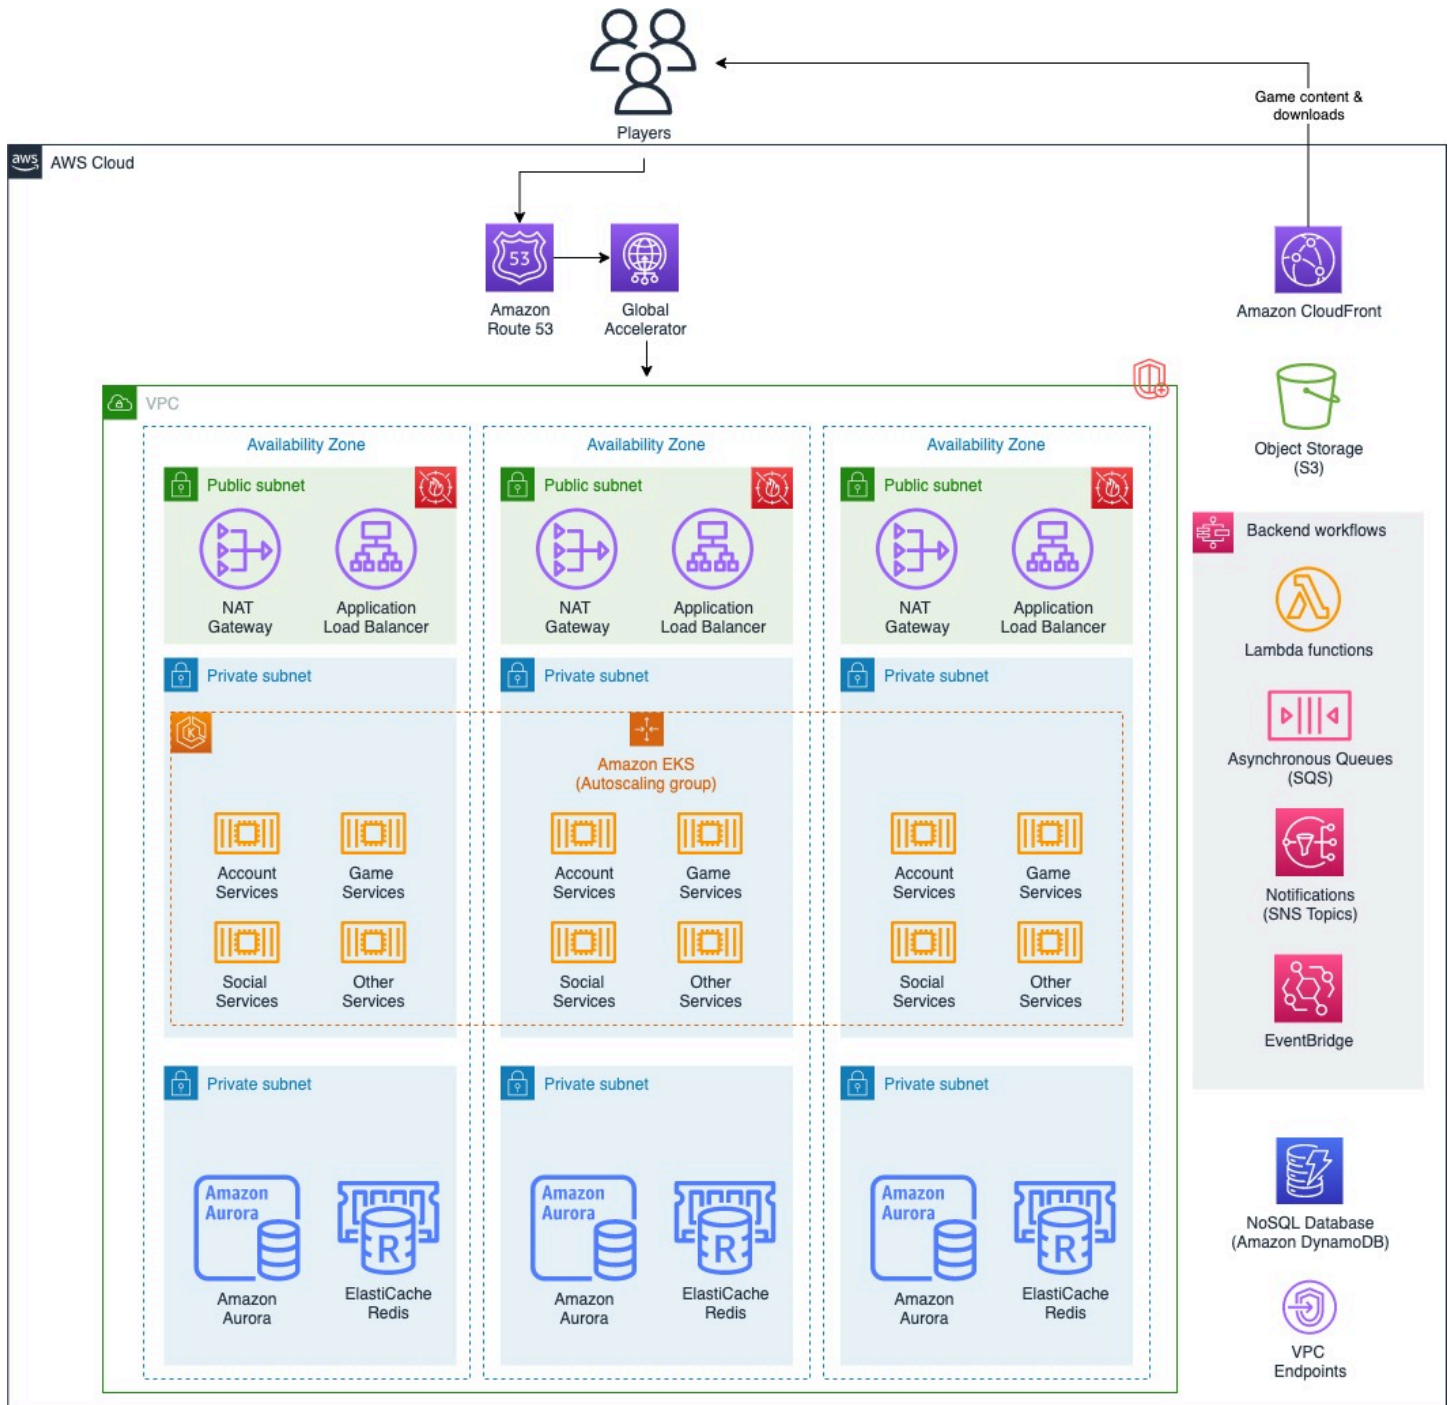 Players
Game content &
downloads
aws
AWS Cloud
53
Amazon
Route 53
Global
Accelerator
Amazon CloudFront
VPC
Object Storage
(S3)
Availability Zone
Availability Zone
Availability Zone
Public subnet
Public subnet
Public subnet
NAT
Gateway
Application
Load Balancer
NAT
Gateway
Application
Load Balancer
NAT
Gateway
Application
Load Balancer
Private subnet
Private subnet
Private subnet
K
Amazon EKS
(Autoscaling group)
Account
Services
Game
Services
Account
Services
Game
Services
Account
Services
Game
Services
Social
Services
Other
Services
Social
Services
Other
Services
Social
Services
Other
Services
Private subnet
Private subnet
Private subnet
Amazon
Aurora
R
Amazon
Aurora
R
Amazon
Aurora
R
Amazon
Aurora
ElastiCache
Redis
Amazon
Aurora
ElastiCache
Redis
Amazon
Aurora
ElastiCache
Redis
Backend workflows
Lambda functions
Asynchronous Queues
(SQS)
Notifications
(SNS Topics)
EventBridge
NoSQL Database
(Amazon DynamoDB)
VPC
Endpoints